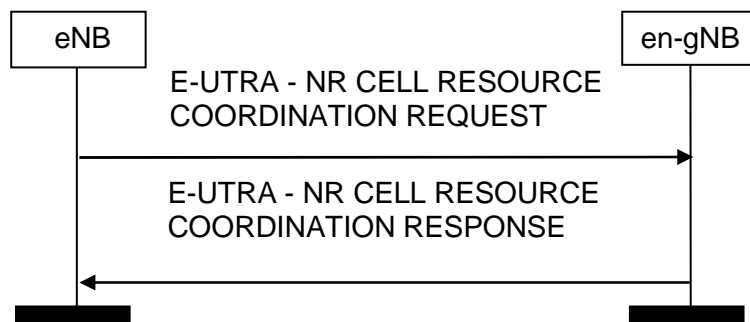 eNB
en-gNB
E-UTRA - NR CELL RESOURCE
COORDINATION REQUEST
E-UTRA - NR CELL RESOURCE
COORDINATION RESPONSE